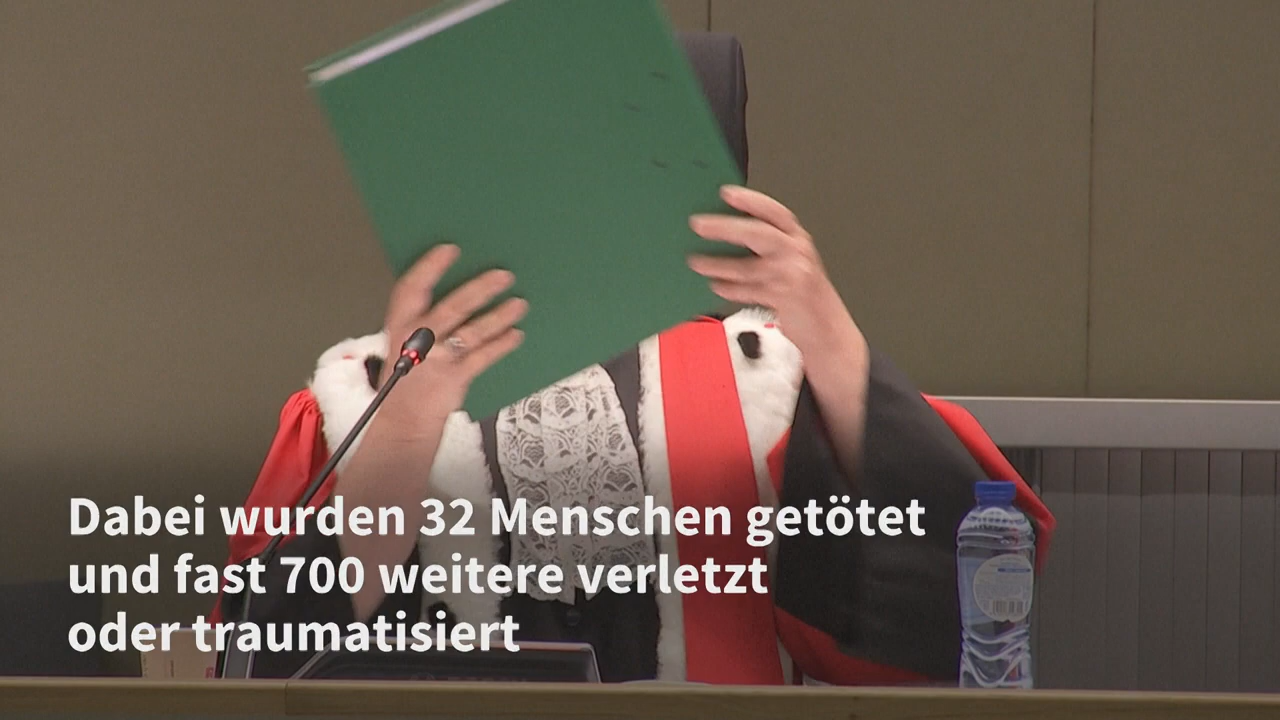 Dabei wurden 32 Menschen getötet
und fast 700 weitere verletzt
oder traumatisiert